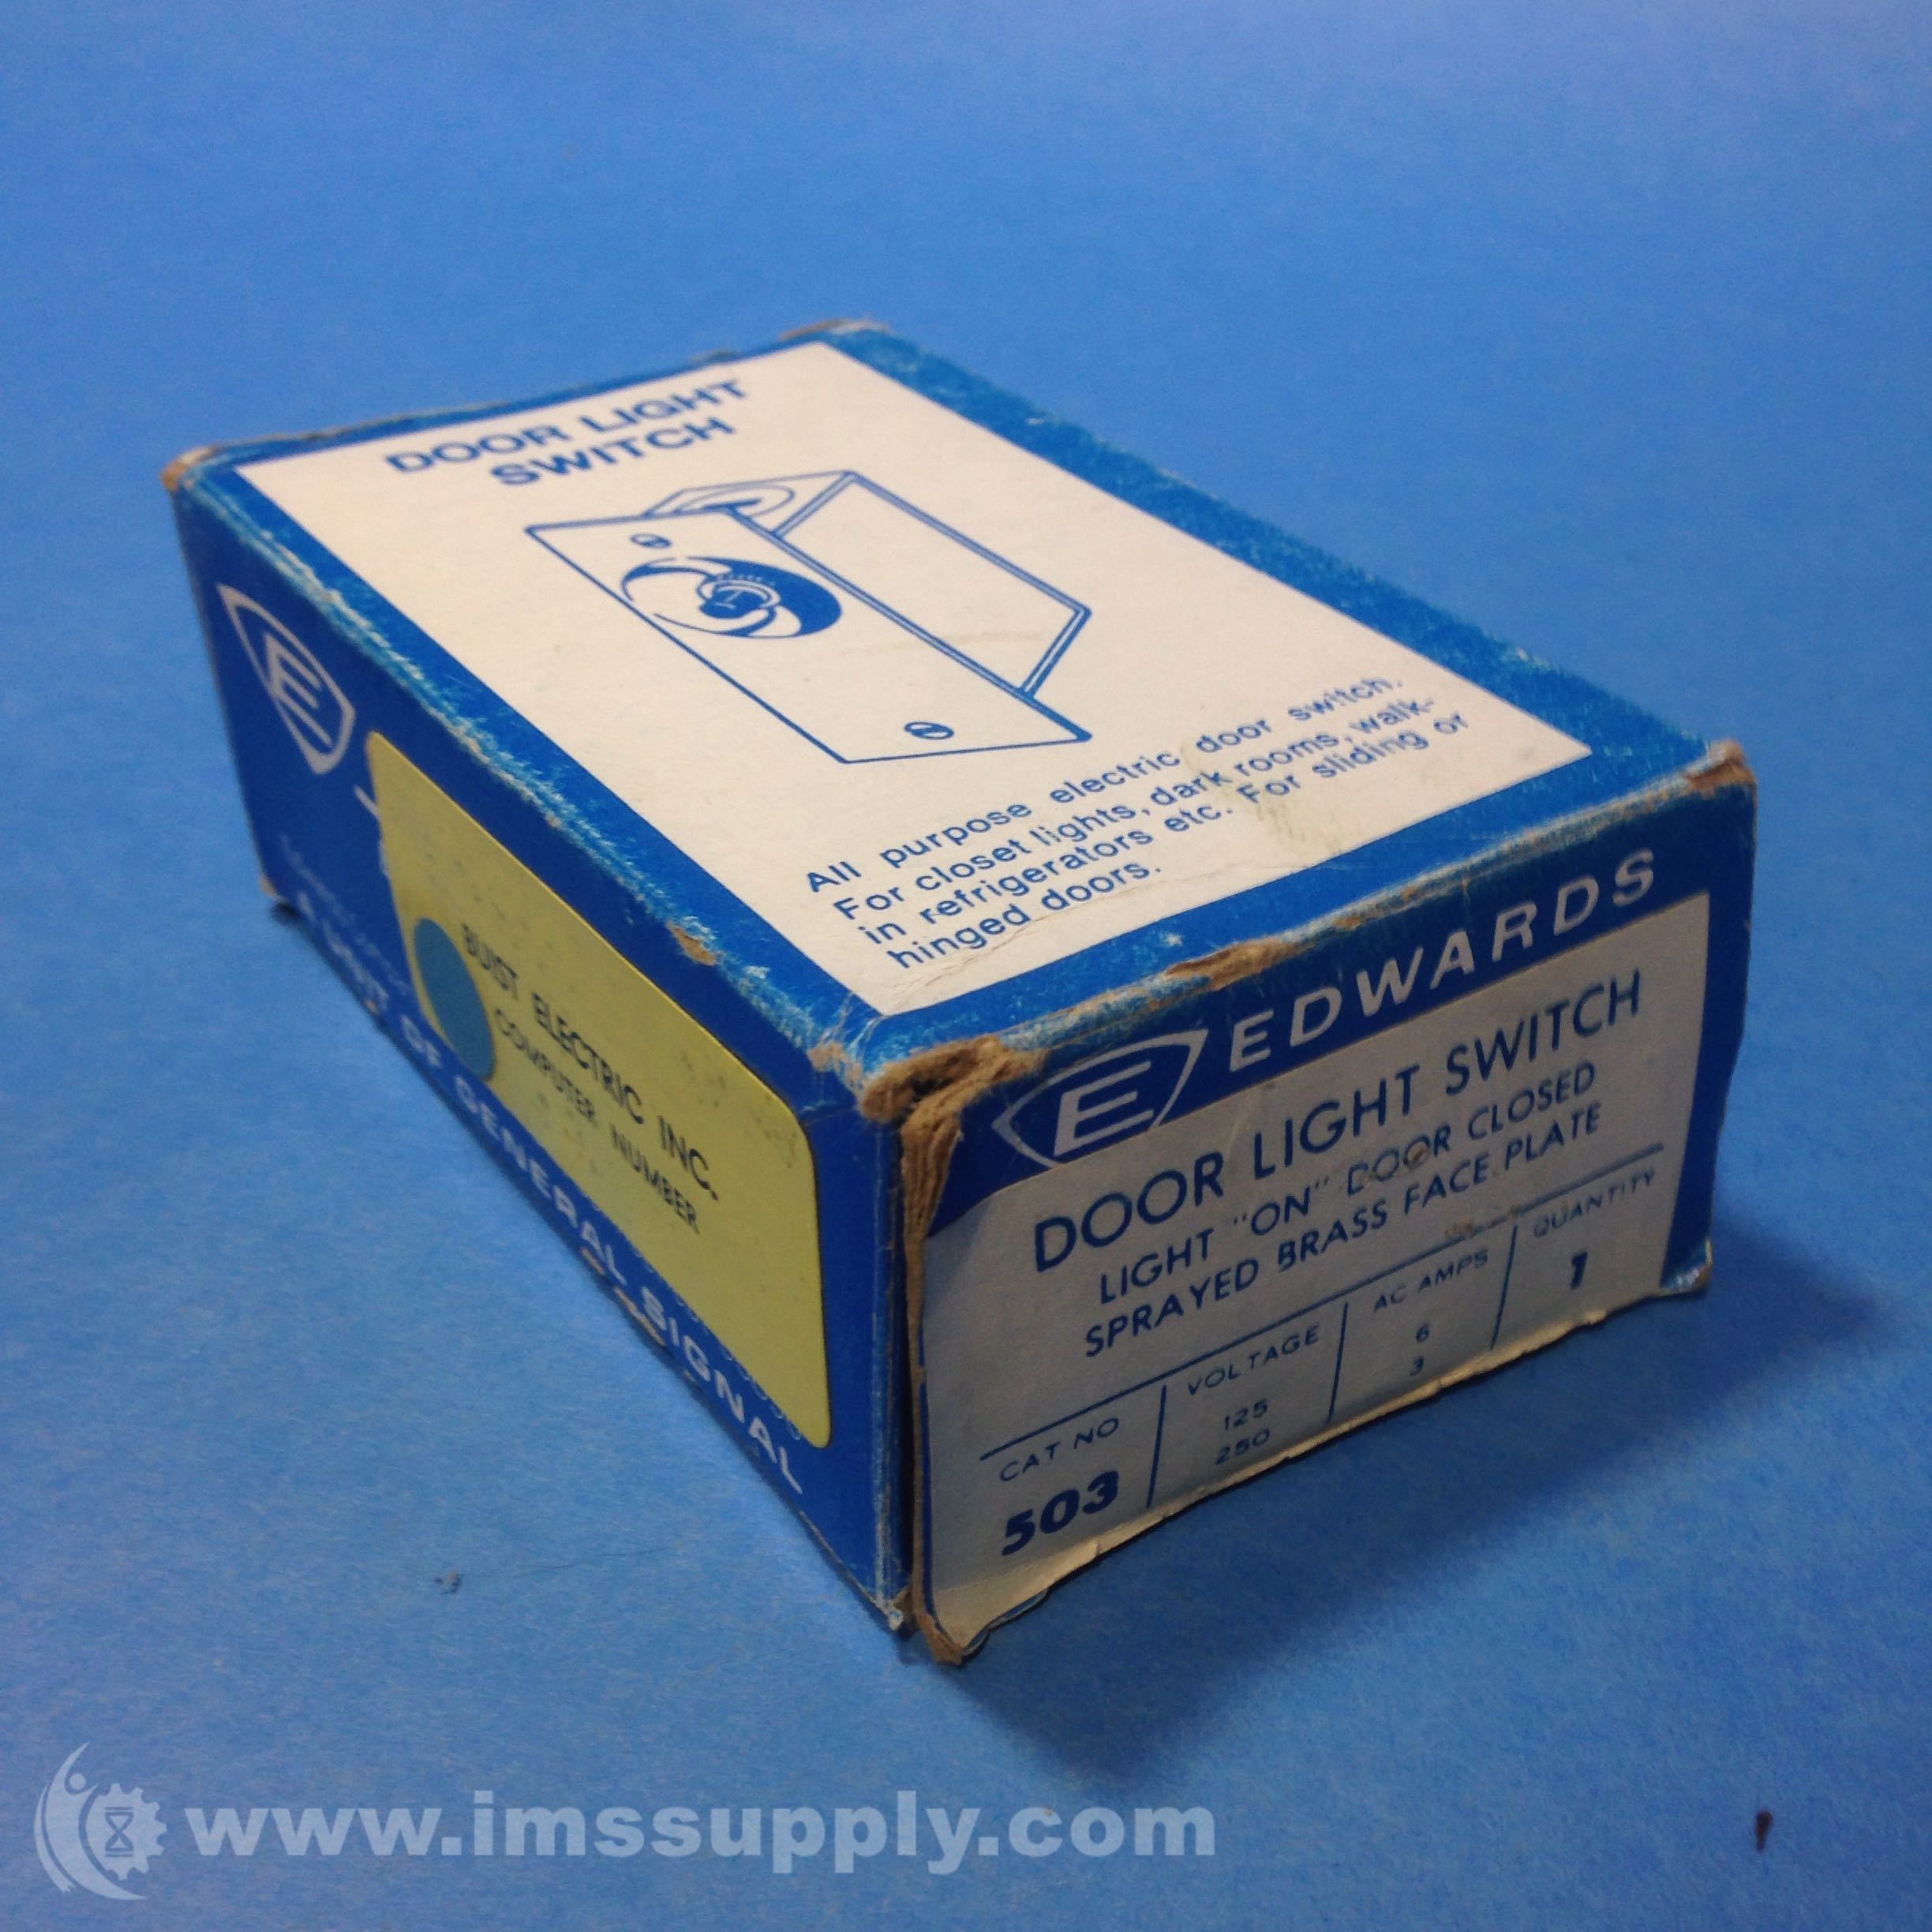 DOOR LIGHT
SWITCH
All purpose electric door switch.
For closet lights, dark rooms, walk-
in refrigerators etc. For sliding or
hinged doors.
E
BUIST ELECTRIC INC.
COMPUTER NUMBER
A UNIT OF GENERAL SIGNAL
E EDWARDS
DOOR LIGHT SWITCH
LIGHT "ON" DOOR CLOSED
SPRAYED BRASS FACE PLATE
CAT NO VOLTAGE AC AMPS QUANTITY
503 125 6 1
250 3
www.imssupply.com